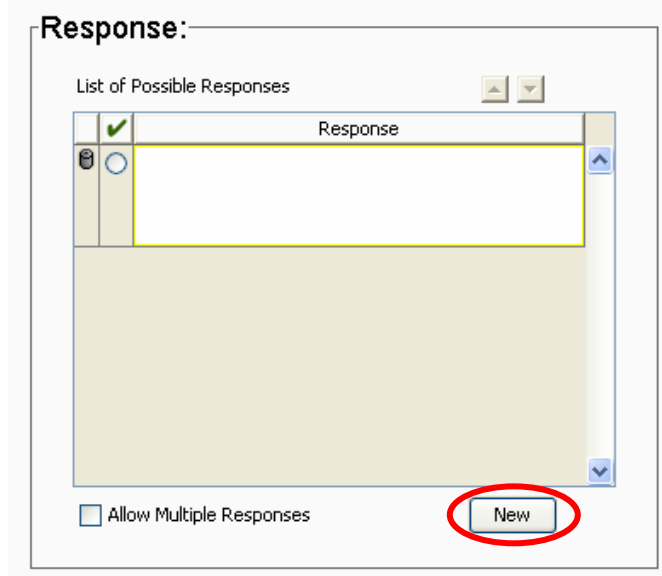 Response:
List of Possible Responses
Response
Allow Multiple Responses
New